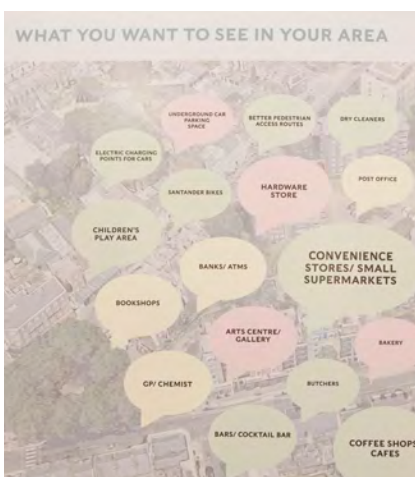 WHAT YOU WANT TO SEE IN YOUR AREA
UNDERGROUND CAR
PARKING
SPACE
BETTER PEDESTRIAN
ACCESS ROUTES
DRY CLEANERS
ELECTRIC CHARGING
POINTS FOR CARS
SANTANDER BIKES
HARDWARE
STORE
POST OFFICE
CHILDREN'S
PLAY AREA
BANKS/ ATMS
CONVENIENCE
STORES/ SMALL
SUPERMARKETS
BOOKSHOPS
ARTS CENTRE/
GALLERY
BAKERY
GP/ CHEMIST
BUTCHERS
BARS/ COCKTAIL BAR
COFFEE SHOPS
CAFES